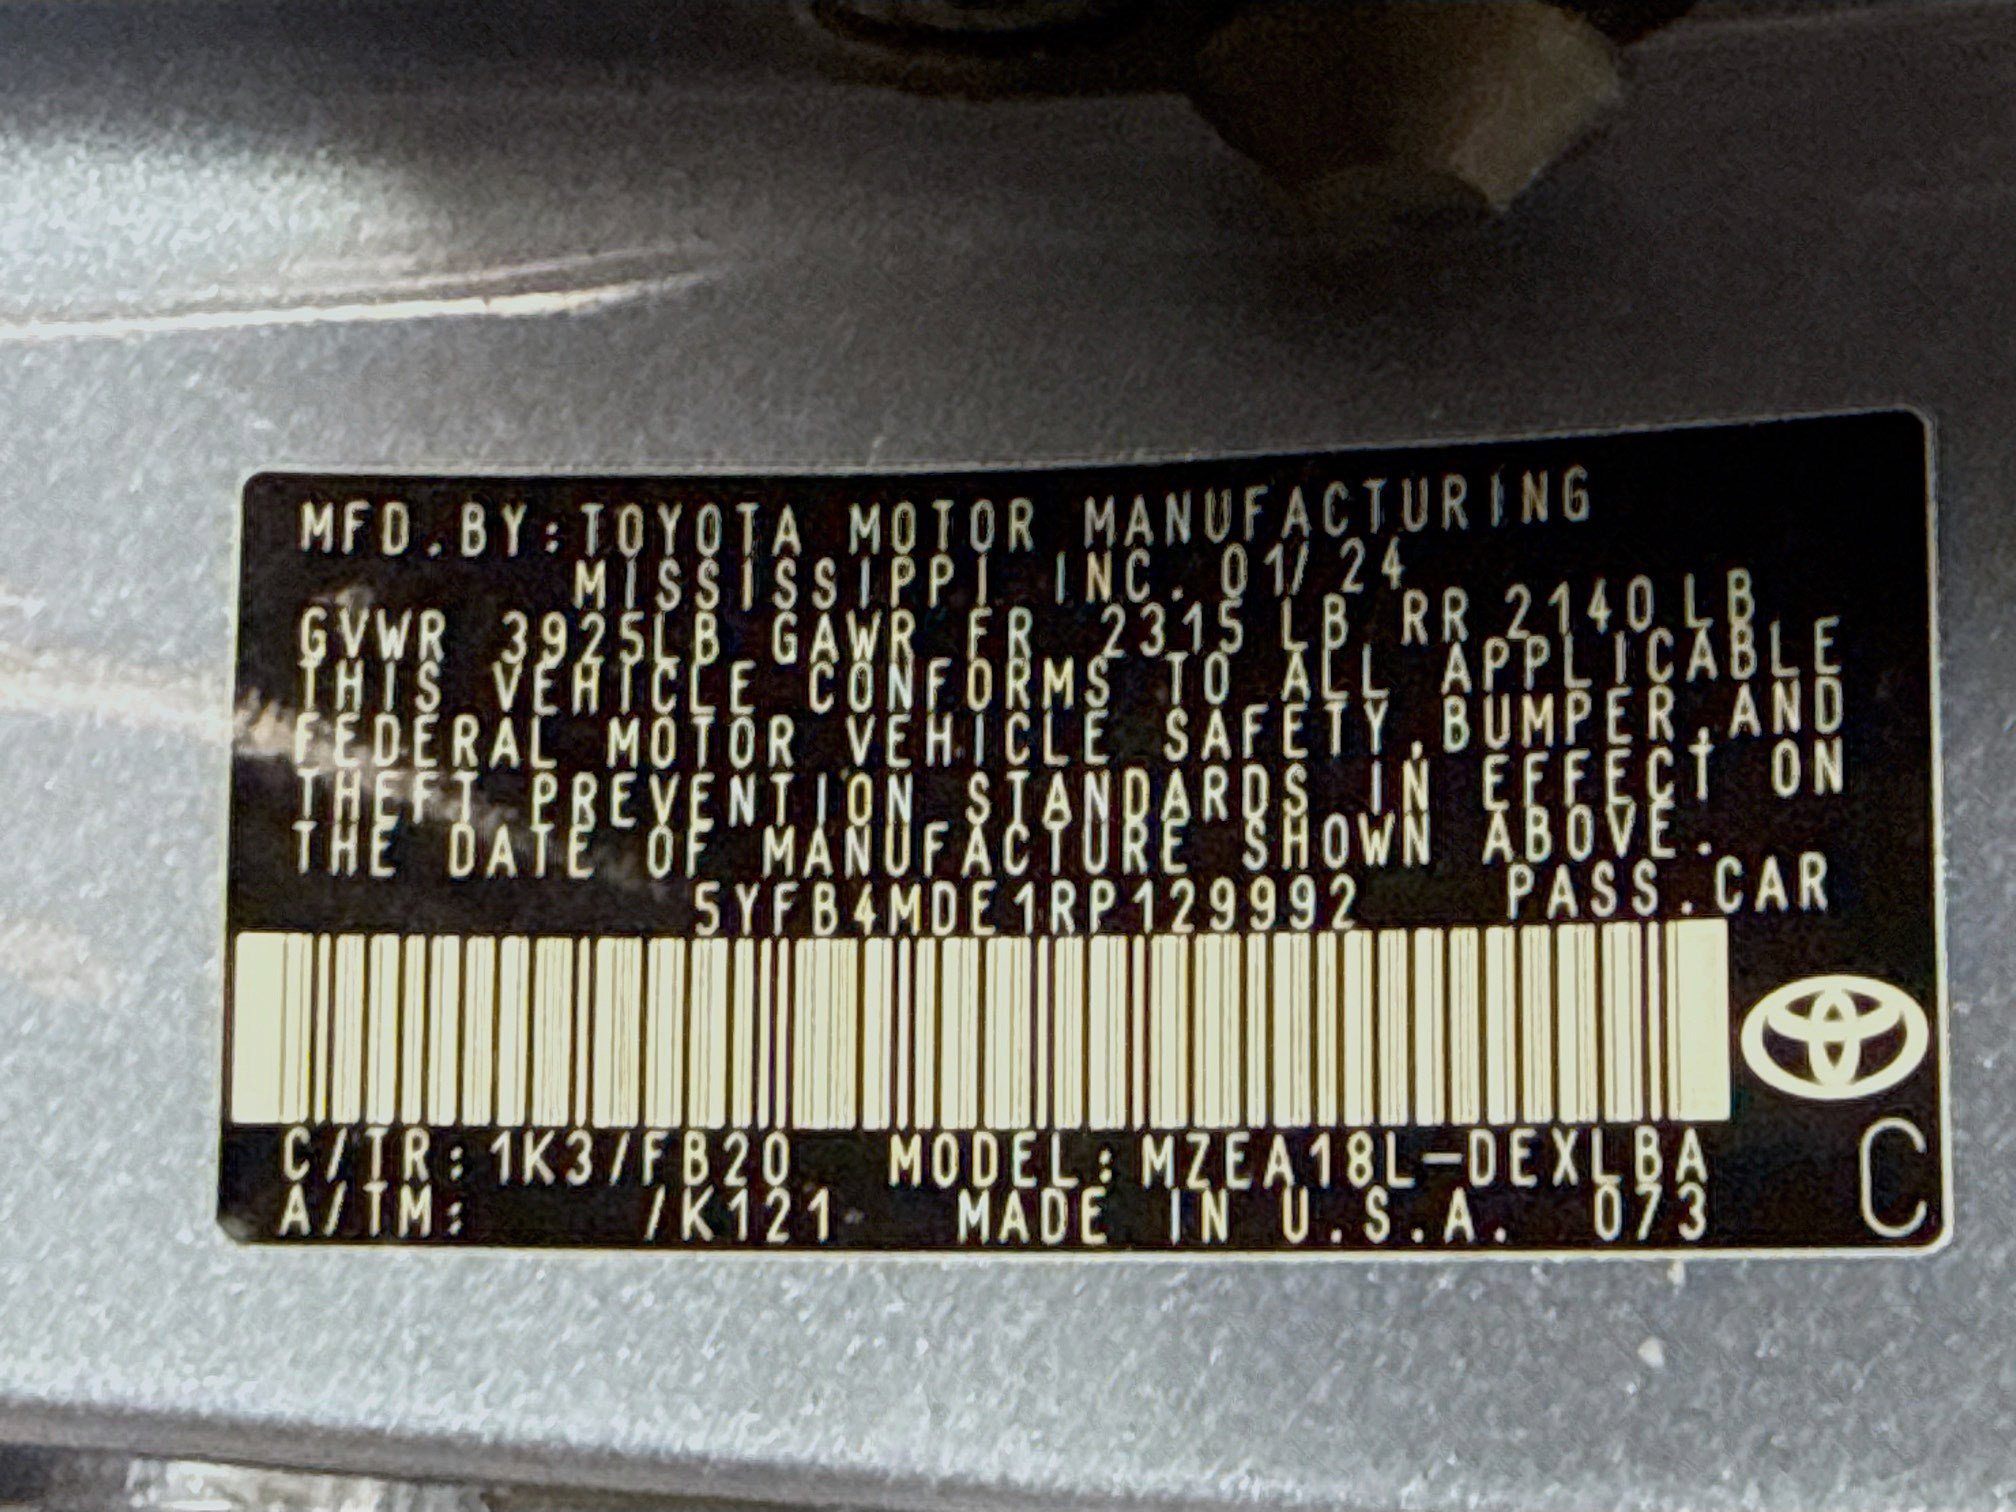 MFD.BY:TOYOTA MOTOR MANUFACTURING
MISSISSIPPI INC. 01/24
GVWR 3925LB GAWR FR 2315 LB RR 2140LB
THIS VEHICLE CONFORMS TO ALL APPLICABLE
FEDERAL MOTOR VEHICLE SAFETY,BUMPER,AND
THEFT PREVENTION STANDARDS IN EFFECT ON
THE DATE OF MANUFACTURE SHOWN ABOVE.
5YFB4MDE1RP129992 PASS.CAR
C/TR:1K3/FB20 MODEL:MZEA18L-DEXLBA
A/TM: /K121 MADE IN U.S.A. 073
C